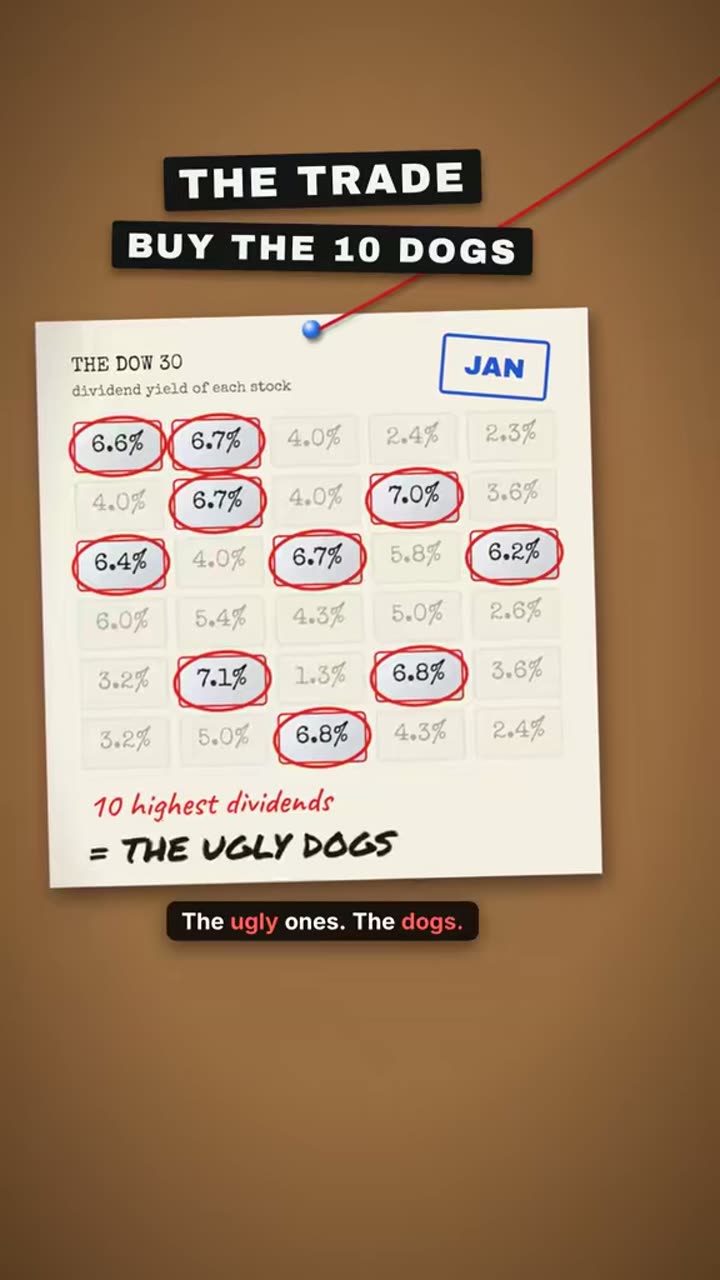 THE TRADE
BUY THE 10 DOGS
THE DOW 30
dividend yield of each stock
JAN
6.6% 6.7% 4.0% 2.4% 2.3%
4.0% 6.7% 4.0% 7.0% 3.6%
6.4% 4.0% 6.7% 5.8% 6.2%
6.0% 5.4% 4.3% 5.0% 2.6%
3.2% 7.1% 1.3% 6.8% 3.6%
3.2% 5.0% 6.8% 4.3% 2.4%
10 highest dividends
= THE UGLY DOGS
The ugly ones. The dogs.